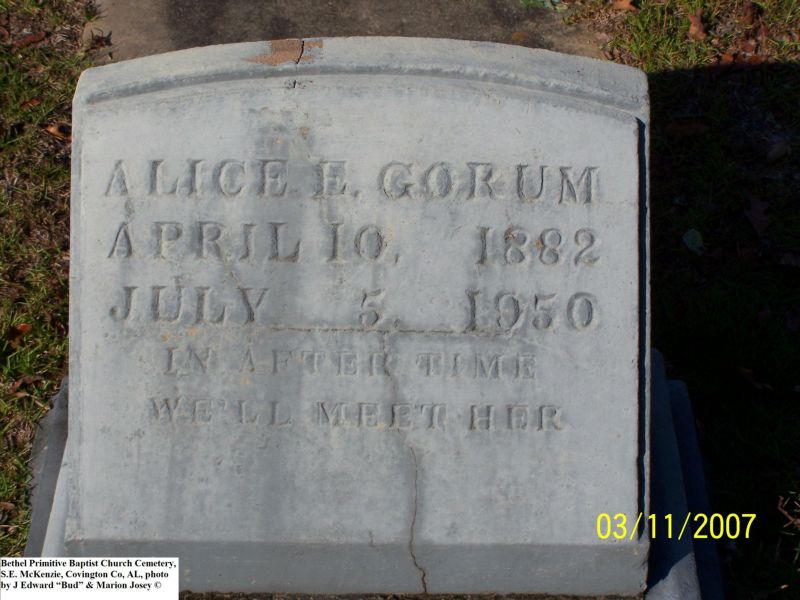 ALICE E. GORUM
APRIL 10, 1882
JULY 5, 1950
IN AFTER TIME
WE'LL MEET HER
03/11/2007
Bethel Primitive Baptist Church Cemetery,
S.E. McKenzie, Covington Co, AL, photo
by J Edward “Bud” & Marion Josey ©